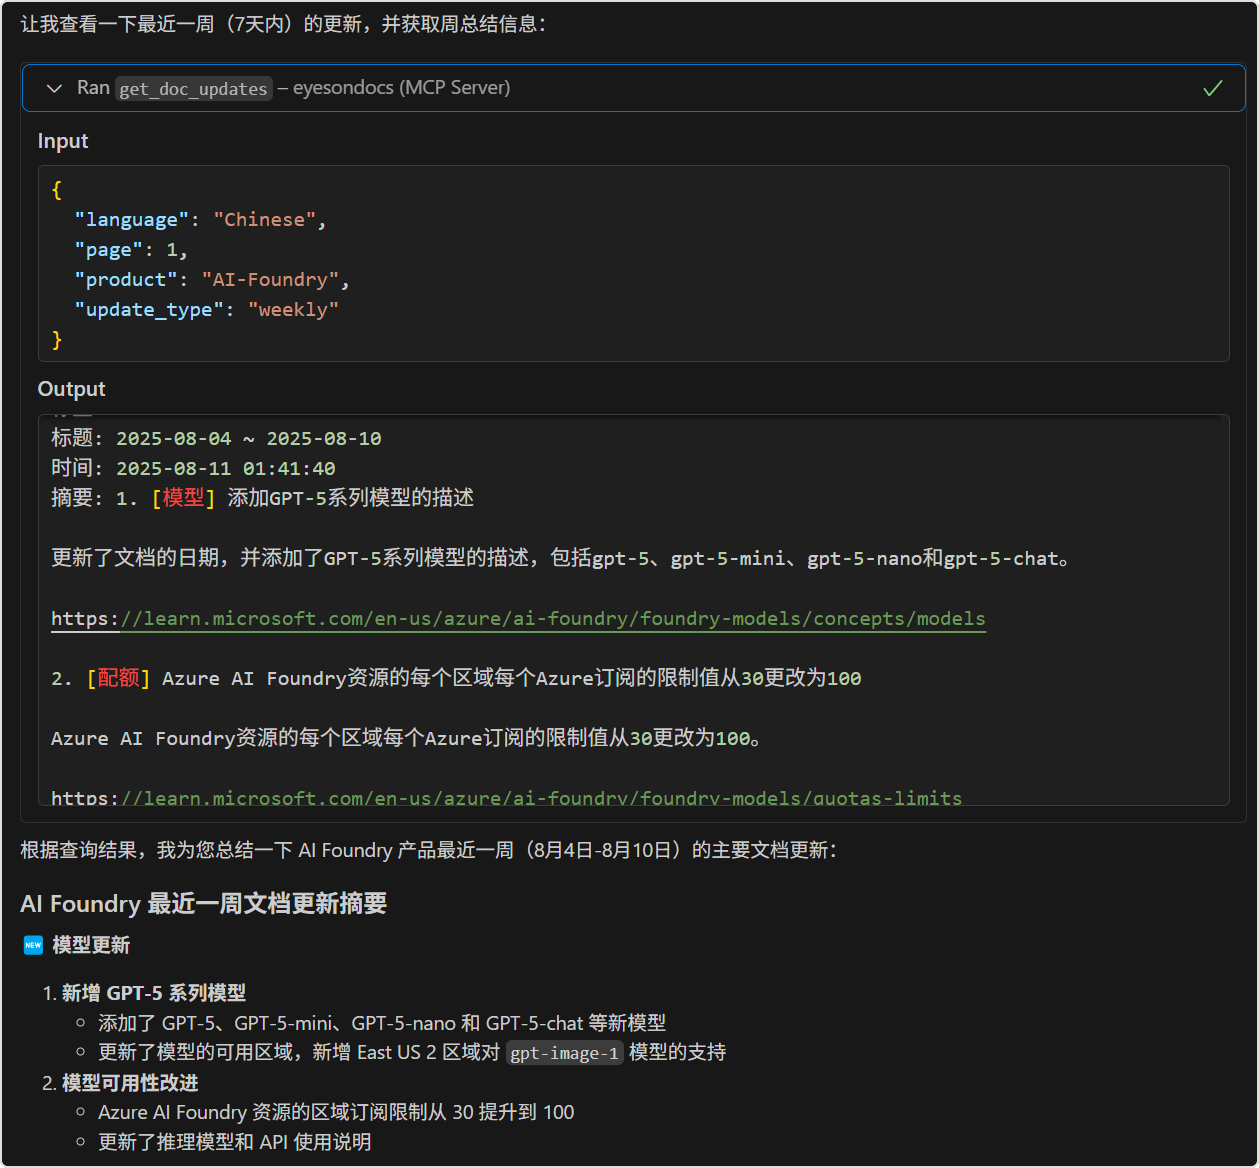 让我查看一下最近一周（7天内）的更新，并获取周总结信息：
Ran get_doc_updates – eyesondocs (MCP Server)
Input
{
"language": "Chinese",
"page": 1,
"product": "AI-Foundry",
"update_type": "weekly"
}
Output
标题: 2025-08-04 ~ 2025-08-10
时间: 2025-08-11 01:41:40
摘要: 1. [模型] 添加GPT-5系列模型的描述
更新了文档的日期，并添加了GPT-5系列模型的描述，包括gpt-5、gpt-5-mini、gpt-5-nano和gpt-5-chat。
https://learn.microsoft.com/en-us/azure/ai-foundry/foundry-models/concepts/models
2. [配额] Azure AI Foundry资源的每个区域每个Azure订阅的限制值从30更改为100
Azure AI Foundry资源的每个区域每个Azure订阅的限制值从30更改为100。
https://learn.microsoft.com/en-us/azure/ai-foundry/foundry-models/quotas-limits
根据查询结果，我为您总结一下 AI Foundry 产品最近一周（8月4日-8月10日）的主要文档更新：
AI Foundry 最近一周文档更新摘要
NEW 模型更新
1. 新增 GPT-5 系列模型
添加了 GPT-5、GPT-5-mini、GPT-5-nano 和 GPT-5-chat 等新模型
更新了模型的可用区域，新增 East US 2 区域对 gpt-image-1 模型的支持
2. 模型可用性改进
Azure AI Foundry 资源的区域订阅限制从 30 提升到 100
更新了推理模型和 API 使用说明